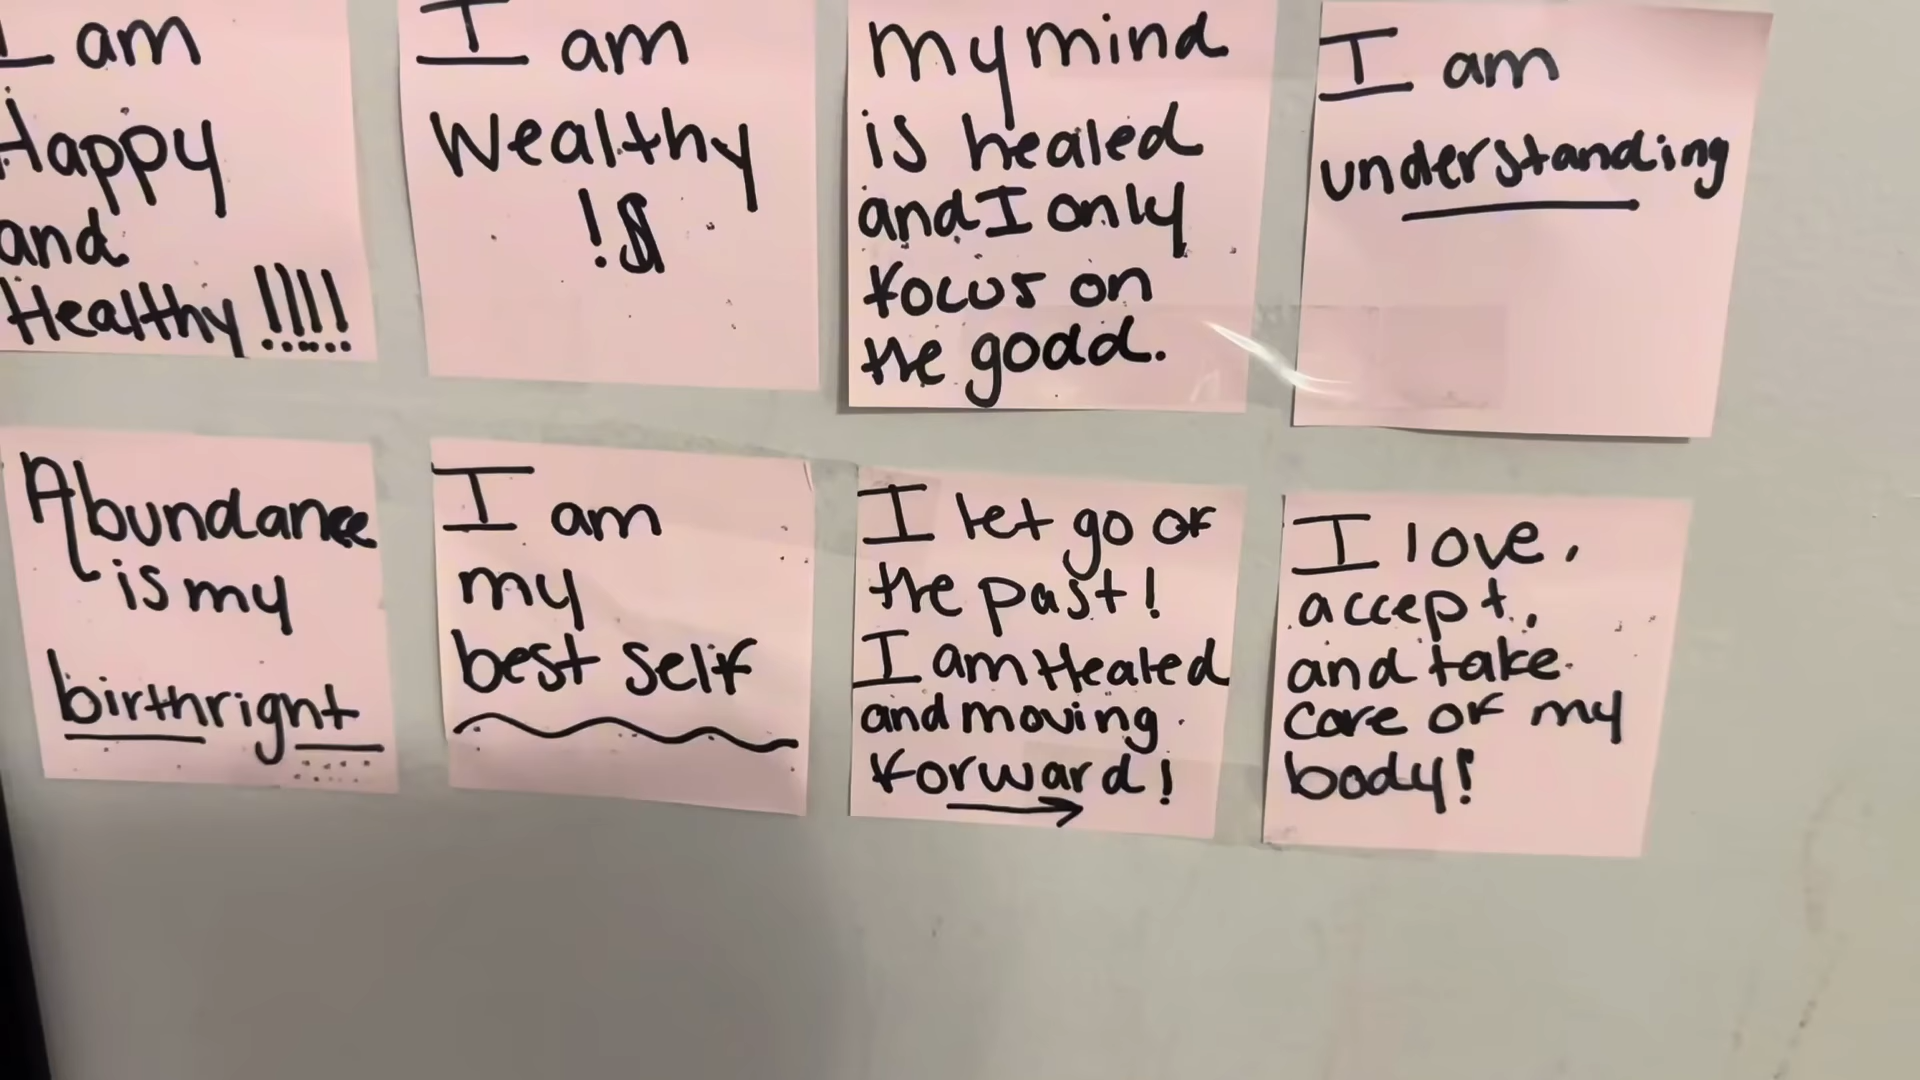 I am
Happy
and
Healthy !!!!
I am
Wealthy
!$
my mind
is healed
and I only
focus on
the good.
I am
understanding
Abundance
is my
birthright
I am
my
best self
I let go of
the past!
I am Healed
and moving
forward!
I love,
accept,
and take
care of my
body!